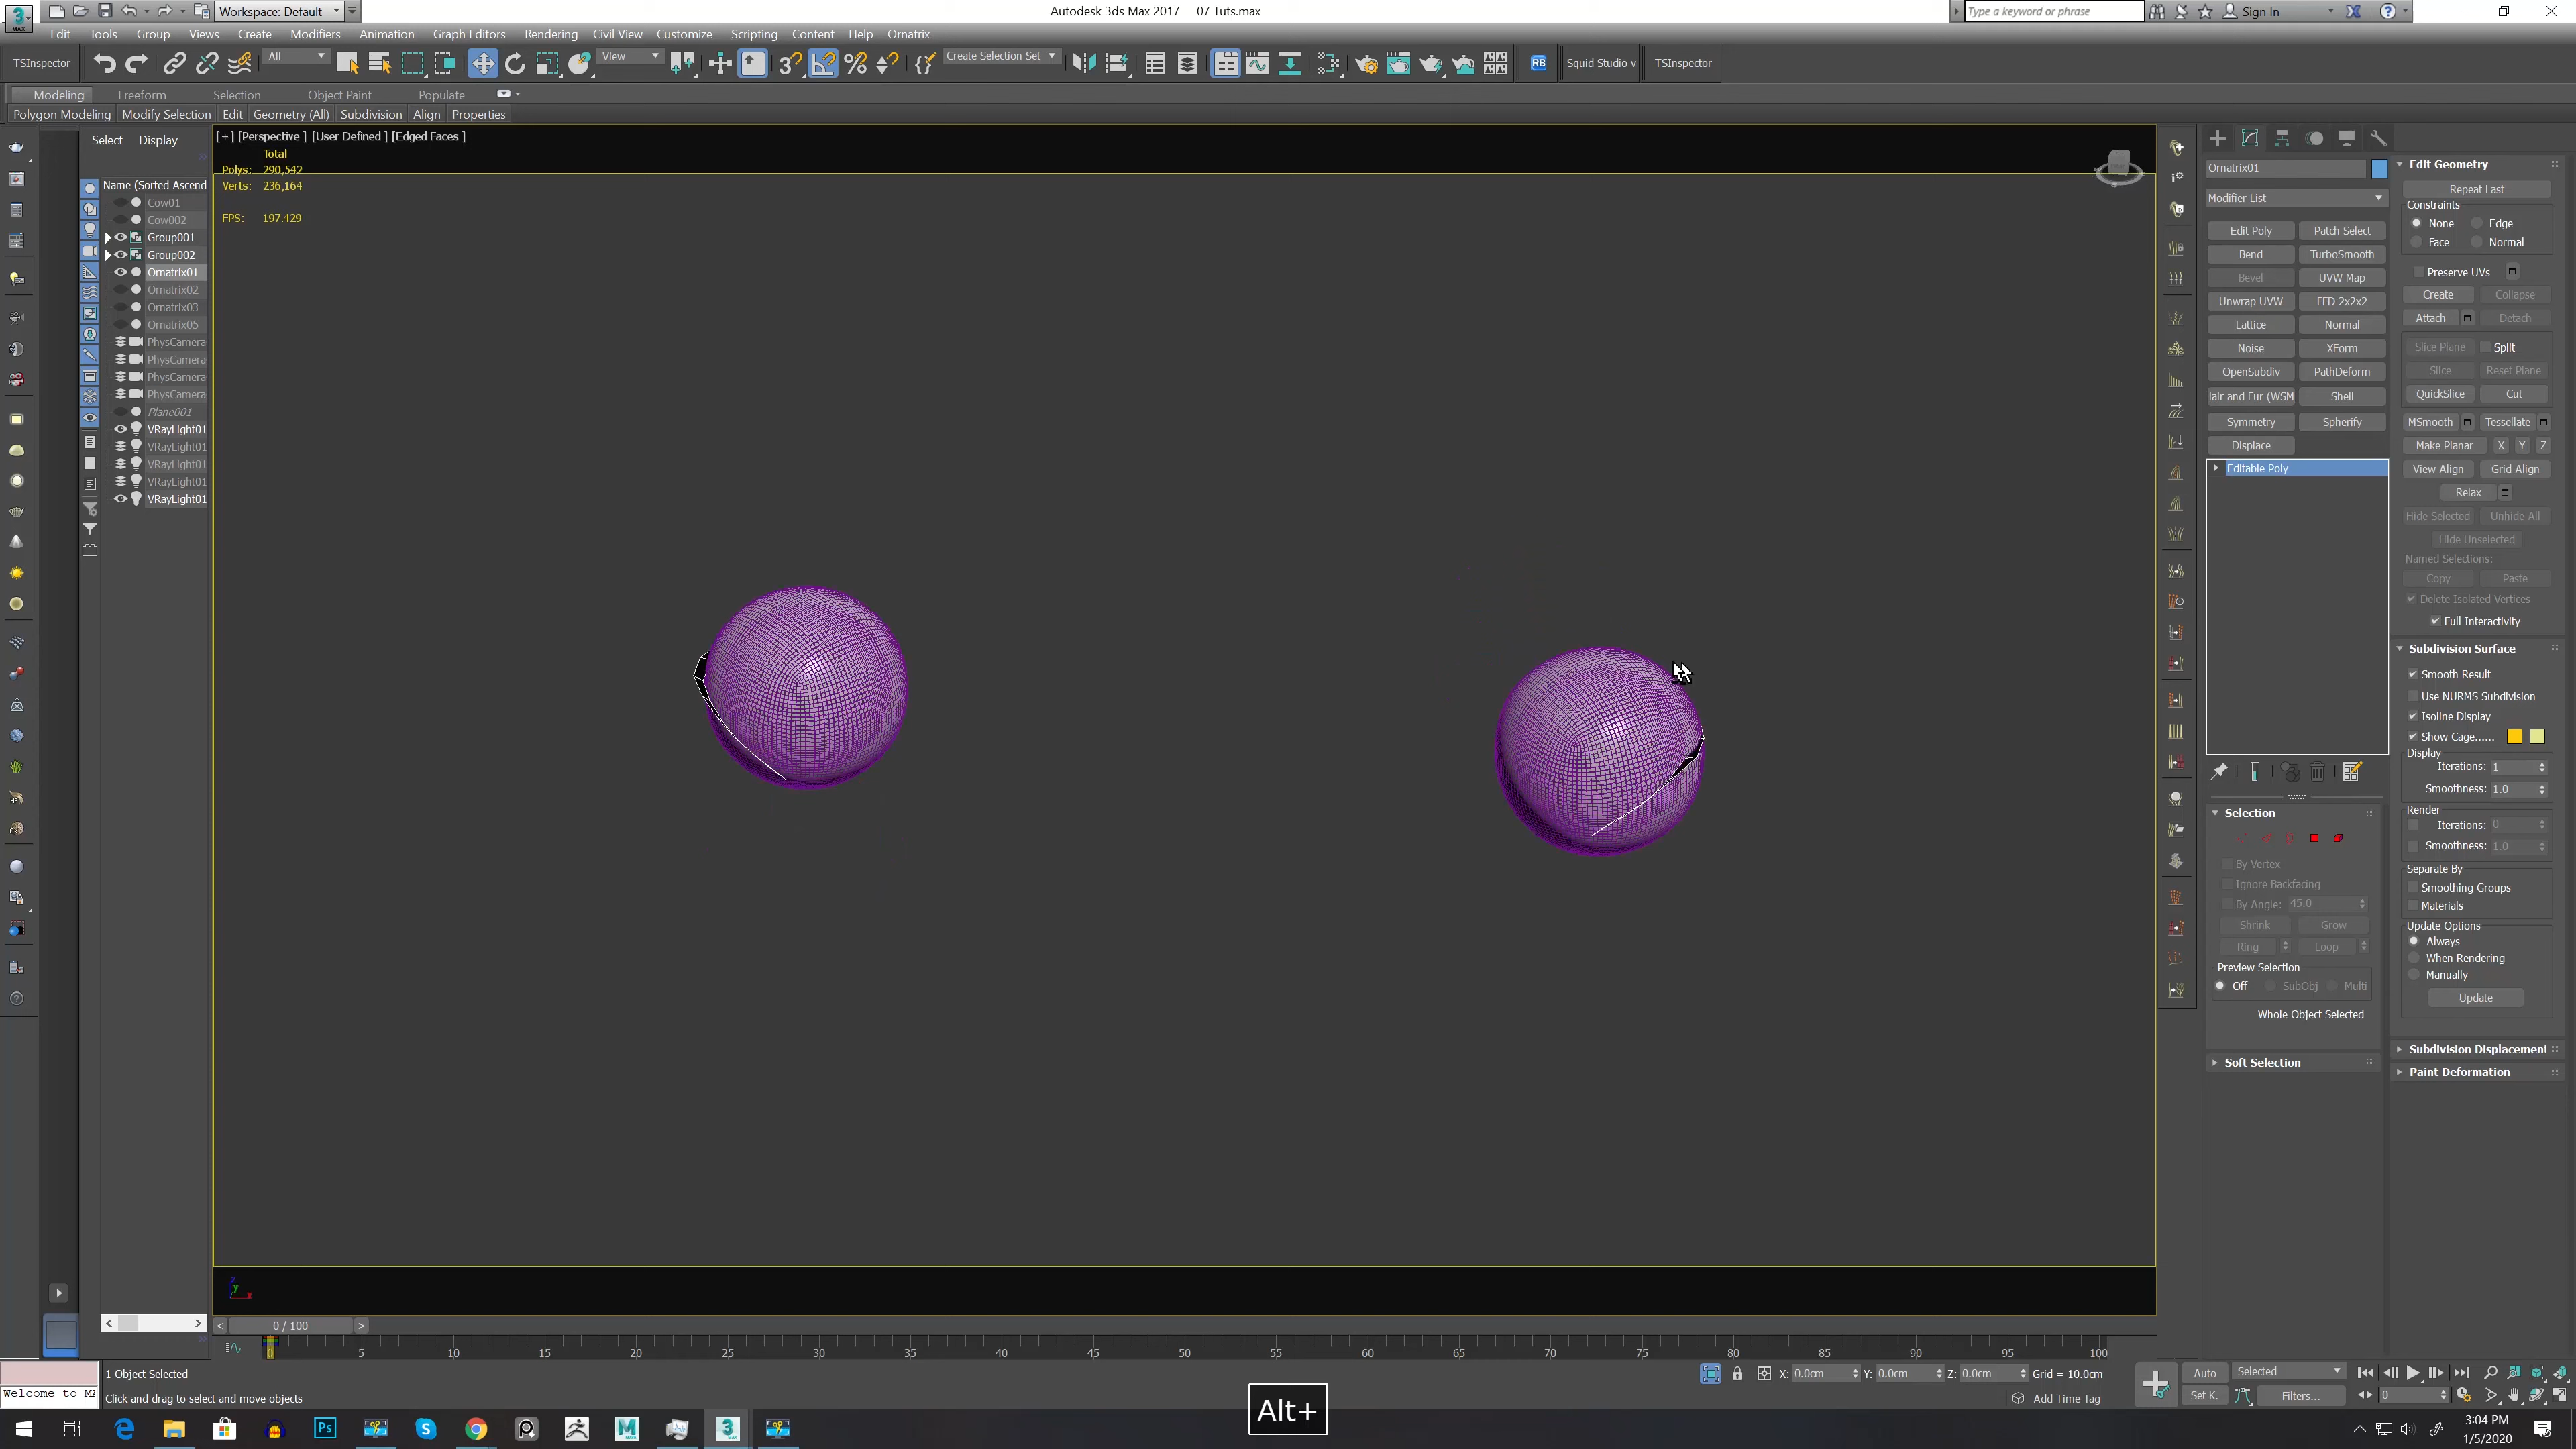 Workspace: Default
Autodesk 3ds Max 2017    07 Tuts.max
Type a keyword or phrase
Sign In
MAX
Edit Tools Group Views Create Modifiers Animation Graph Editors Rendering Civil View Customize Scripting Content Help Ornatrix
TSInspector
All
View
Create Selection Set
RB
Squid Studio v
TSInspector
Modeling Freeform Selection Object Paint Populate
Polygon Modeling Modify Selection Edit Geometry (All) Subdivision Align Properties
Select Display
Name (Sorted Ascend
Cow01
Cow002
Group001
Group002
Ornatrix01
Ornatrix02
Ornatrix03
Ornatrix05
PhysCamera
PhysCamera
PhysCamera
PhysCamera
Plane001
VRayLight01
VRayLight01
VRayLight01
VRayLight01
VRayLight01
[+] [Perspective ] [User Defined ] [Edged Faces ]
Total
Polys: 290,542
Verts: 236,164
FPS: 197.429
Ornatrix01
Modifier List
Edit Poly Patch Select
Bend TurboSmooth
Bevel UVW Map
Unwrap UVW FFD 2x2x2
Lattice Normal
Noise XForm
OpenSubdiv PathDeform
Hair and Fur (WSM Shell
Symmetry Spherify
Displace
Editable Poly
Selection
By Vertex
Ignore Backfacing
By Angle: 45.0
Shrink Grow
Ring Loop
Preview Selection
Off SubObj Multi
Whole Object Selected
Soft Selection
Edit Geometry
Repeat Last
Constraints
None Edge
Face Normal
Preserve UVs
Create Collapse
Attach Detach
Slice Plane Split
Slice Reset Plane
QuickSlice Cut
MSmooth Tessellate
Make Planar X Y Z
View Align Grid Align
Relax
Hide Selected Unhide All
Hide Unselected
Named Selections:
Copy Paste
Delete Isolated Vertices
Full Interactivity
Subdivision Surface
Smooth Result
Use NURMS Subdivision
Isoline Display
Show Cage......
Display
Iterations: 1
Smoothness: 1.0
Render
Iterations: 0
Smoothness: 1.0
Separate By
Smoothing Groups
Materials
Update Options
Always
When Rendering
Manually
Update
Subdivision Displacement
Paint Deformation
0 / 100
0 5 10 15 20 25 30 35 40 45 50 55 60 65 70 75 80 85 90 95 100
1 Object Selected
Welcome to MA
Click and drag to select and move objects
X: 0.0cm Y: 0.0cm Z: 0.0cm Grid = 10.0cm
Add Time Tag
Auto Selected
Set K. Filters... 0
Alt+
3:04 PM
1/5/2020